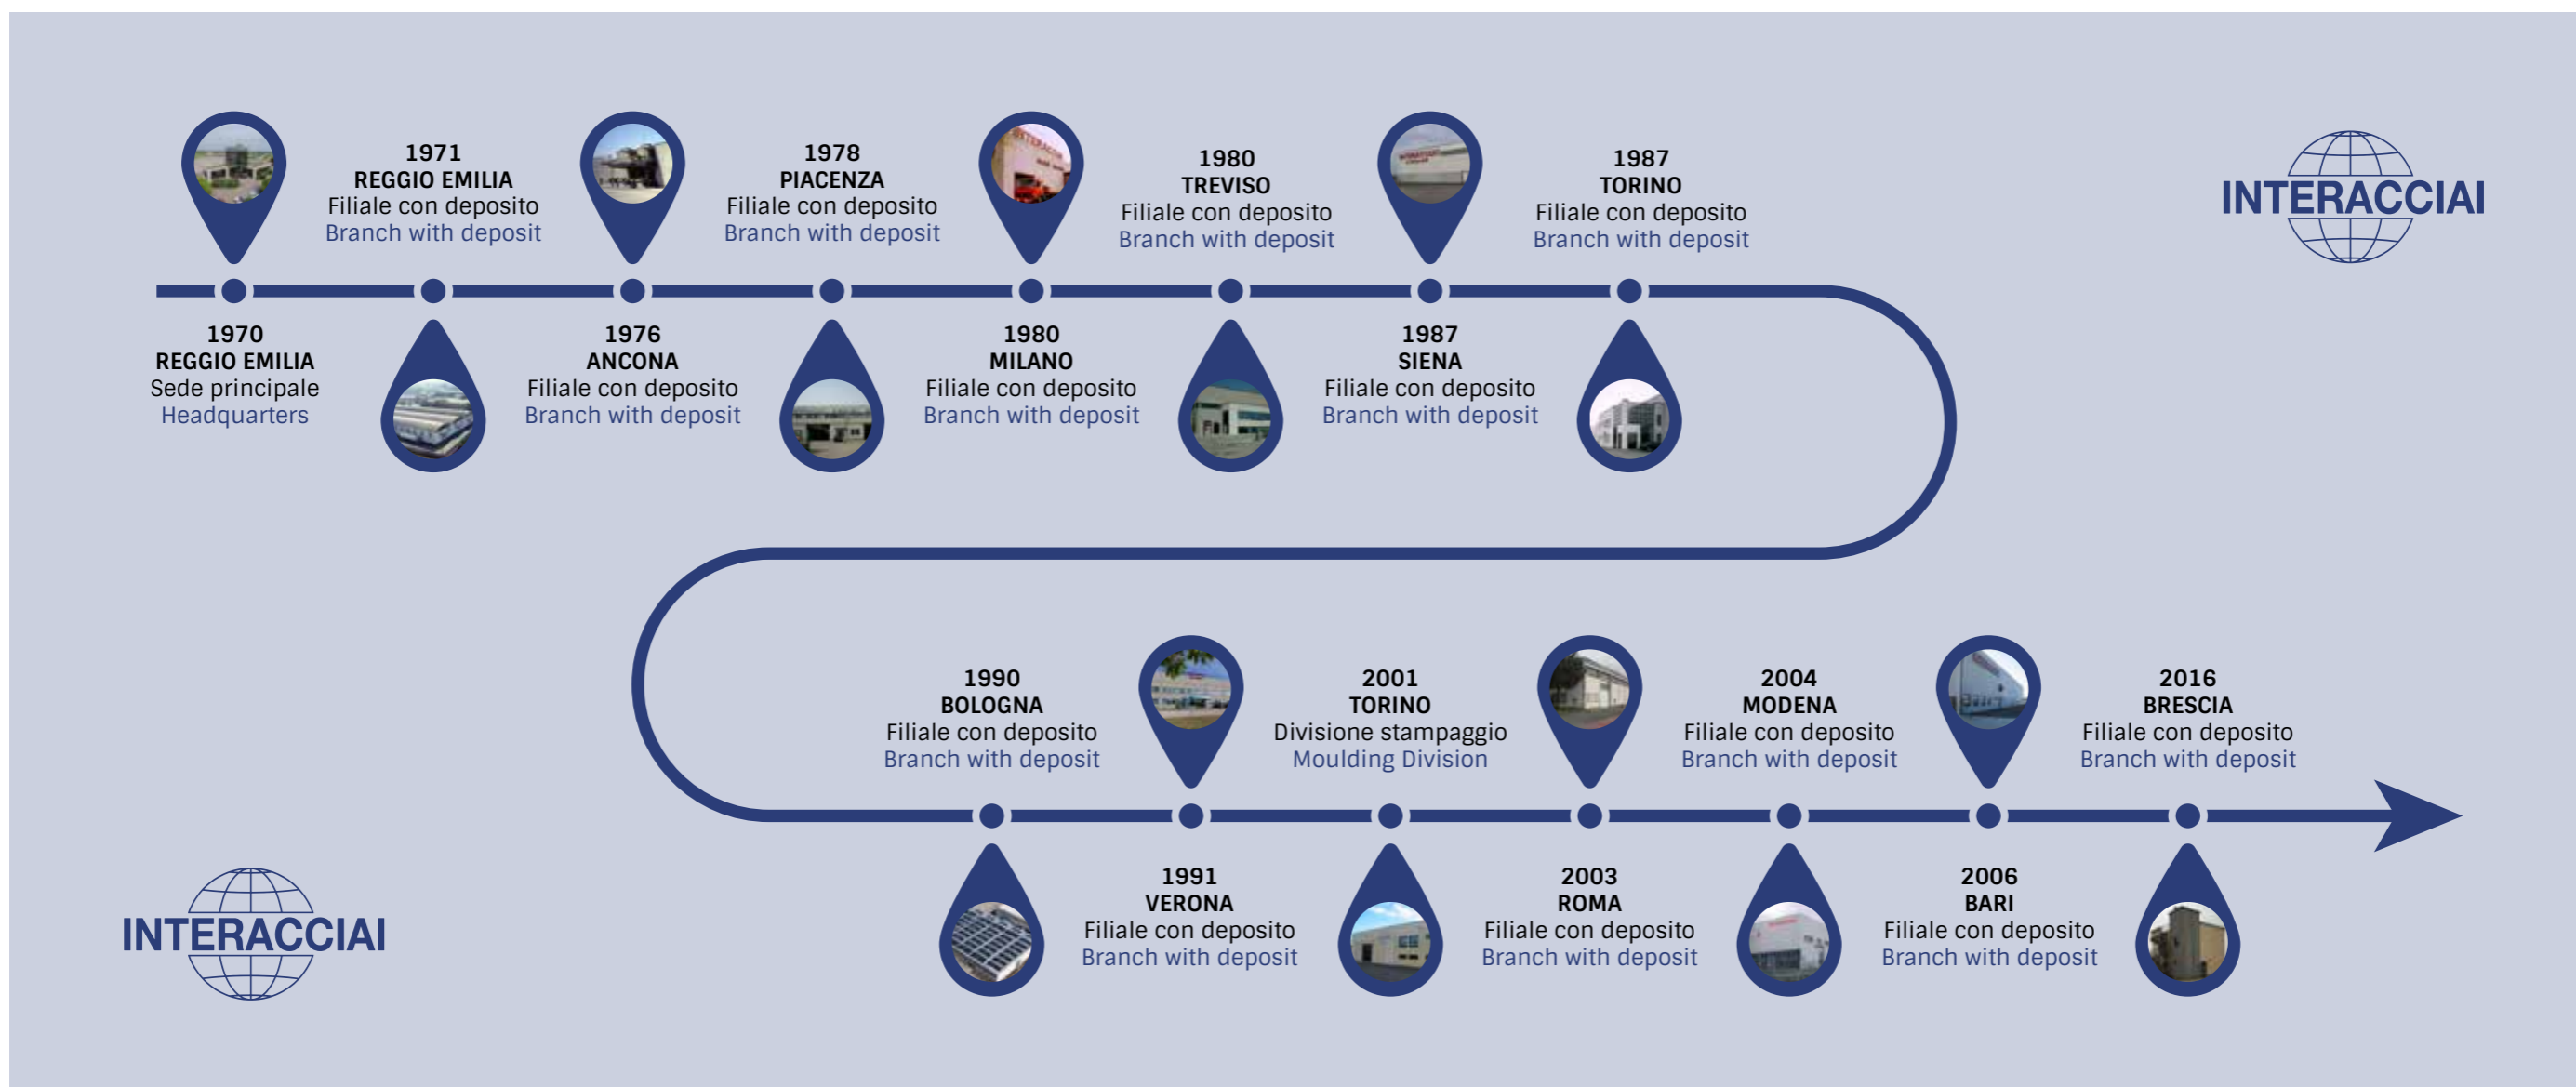 1970
REGGIO EMILIA
Sede principale
Headquarters
1971
REGGIO EMILIA
Filiale con deposito
Branch with deposit
1976
ANCONA
Filiale con deposito
Branch with deposit
1978
PIACENZA
Filiale con deposito
Branch with deposit
1980
MILANO
Filiale con deposito
Branch with deposit
1980
TREVISO
Filiale con deposito
Branch with deposit
1987
SIENA
Filiale con deposito
Branch with deposit
1987
TORINO
Filiale con deposito
Branch with deposit
INTERACCIAI
1990
BOLOGNA
Filiale con deposito
Branch with deposit
1991
VERONA
Filiale con deposito
Branch with deposit
2001
TORINO
Divisione stampaggio
Moulding Division
2003
ROMA
Filiale con deposito
Branch with deposit
2004
MODENA
Filiale con deposito
Branch with deposit
2006
BARI
Filiale con deposito
Branch with deposit
2016
BRESCIA
Filiale con deposito
Branch with deposit
INTERACCIAI